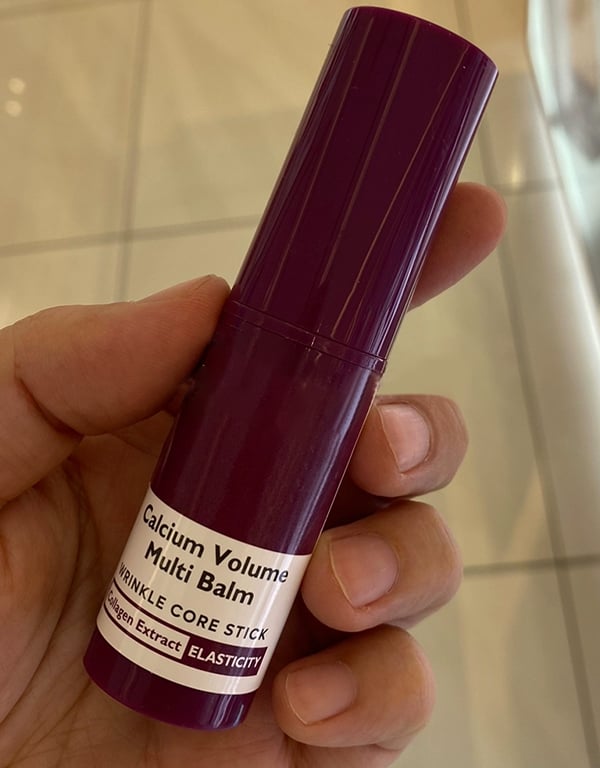 Calcium Volume
Multi Balm
WRINKLE CORE STICK
Collagen Extract ELASTICITY